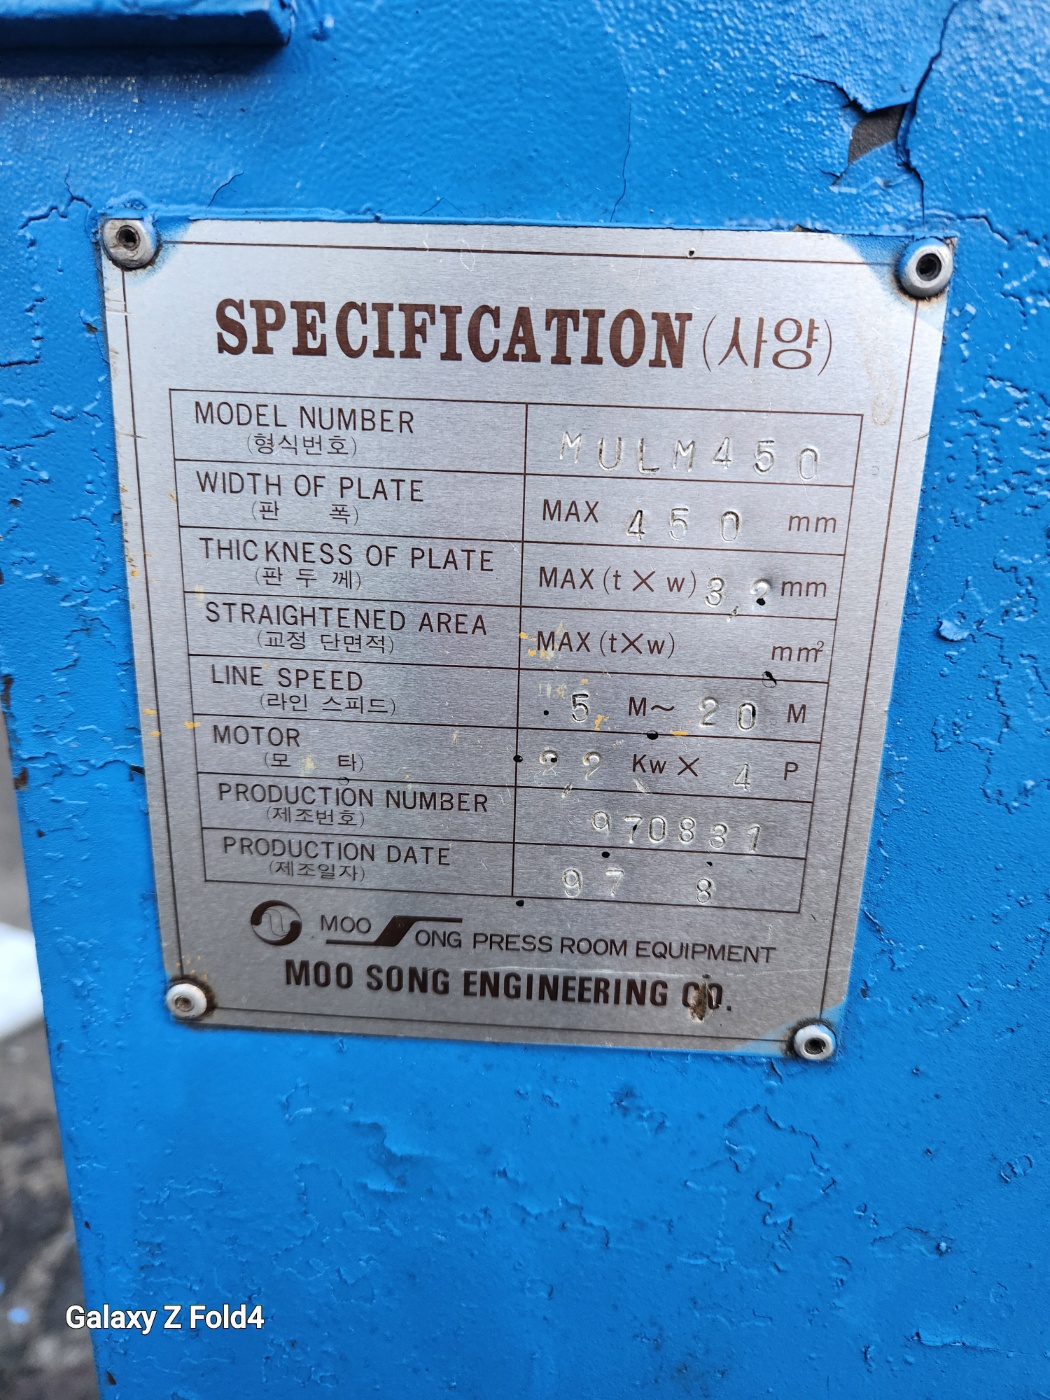 SPECIFICATION (사양)
MODEL NUMBER MULM450
(형식번호)
WIDTH OF PLATE MAX 450 mm
(판 폭)
THICKNESS OF PLATE MAX (t×w) 3,2 mm
(판 두 께)
STRAIGHTENED AREA MAX (t×w) mm²
(교정 단면적)
LINE SPEED .5 M~ 20 M
(라인 스피드)
MOTOR Kw× 4 P
(모 타)
PRODUCTION NUMBER 970831
(제조번호)
PRODUCTION DATE 97 8
(제조일자)
MOO SONG PRESS ROOM EQUIPMENT
MOO SONG ENGINEERING CO.
Galaxy Z Fold4